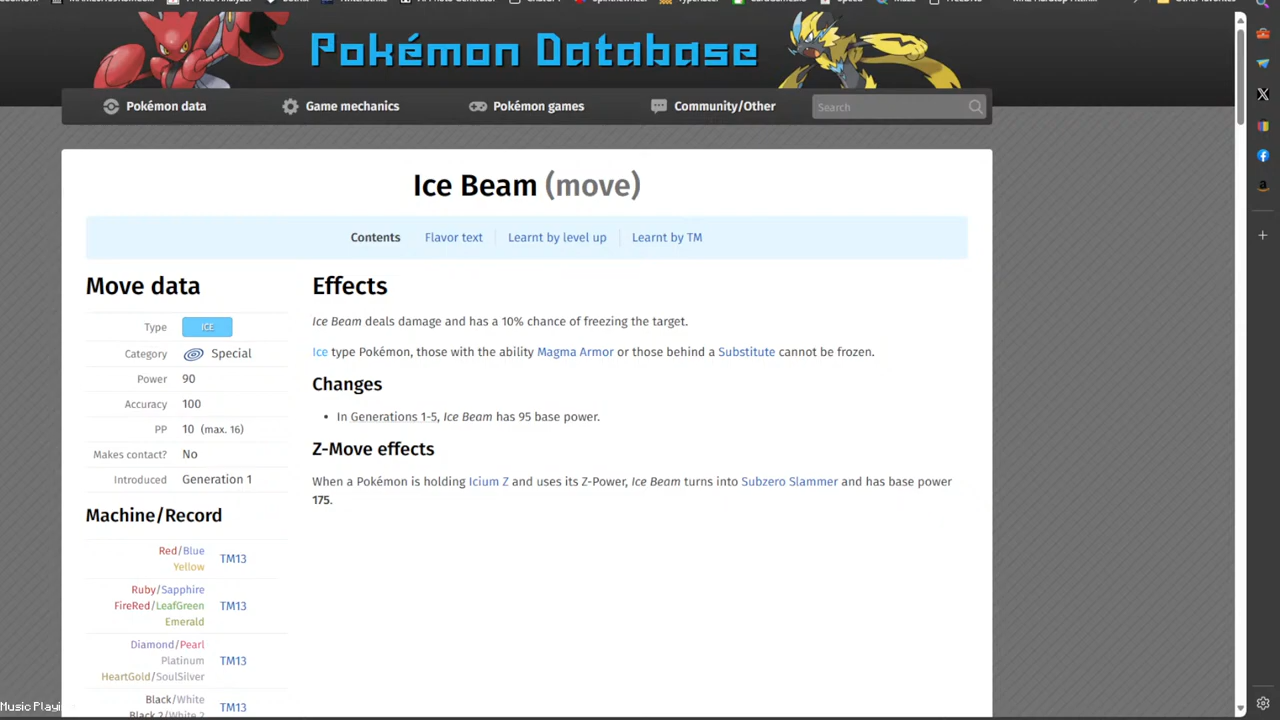 Pokémon Database
Pokémon data
Game mechanics
Pokémon games
Community/Other
Search
Ice Beam (move)
Contents Flavor text Learnt by level up Learnt by TM
Move data
Type ICE
Category Special
Power 90
Accuracy 100
PP 10 (max. 16)
Makes contact? No
Introduced Generation 1
Machine/Record
Red/Blue
Yellow
TM13
Ruby/Sapphire
FireRed/LeafGreen
Emerald
TM13
Diamond/Pearl
Platinum
HeartGold/SoulSilver
TM13
Black/White
Black 2/White 2
TM13
Effects
Ice Beam deals damage and has a 10% chance of freezing the target.
Ice type Pokémon, those with the ability Magma Armor or those behind a Substitute cannot be frozen.
Changes
• In Generations 1-5, Ice Beam has 95 base power.
Z-Move effects
When a Pokémon is holding Icium Z and uses its Z-Power, Ice Beam turns into Subzero Slammer and has base power
175.
Music Playi